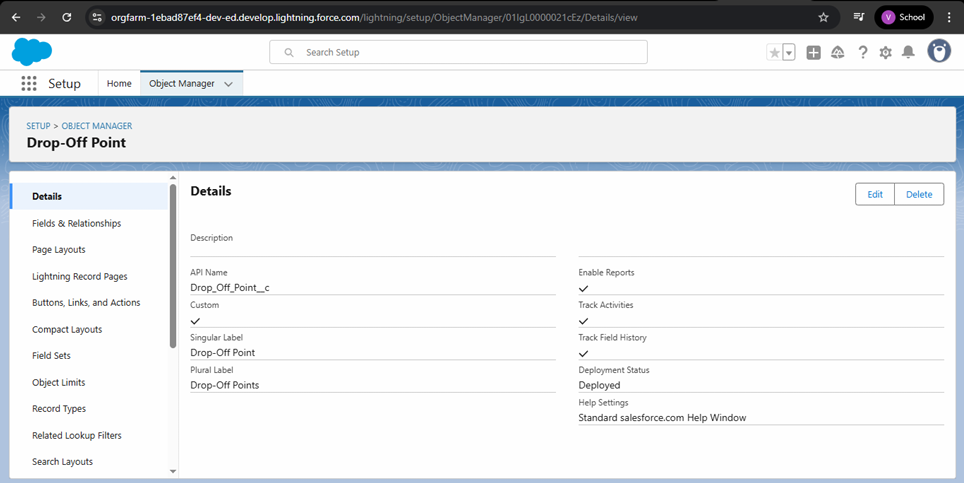 orgfarm-1ebad87ef4-dev-ed.develop.lightning.force.com/lightning/setup/ObjectManager/01IgL0000021cEz/Details/view
V School
Search Setup
Setup
Home
Object Manager
SETUP > OBJECT MANAGER
Drop-Off Point
Details
Fields & Relationships
Page Layouts
Lightning Record Pages
Buttons, Links, and Actions
Compact Layouts
Field Sets
Object Limits
Record Types
Related Lookup Filters
Search Layouts
Details
Edit
Delete
Description
API Name
Drop_Off_Point__c
Custom
Singular Label
Drop-Off Point
Plural Label
Drop-Off Points
Enable Reports
Track Activities
Track Field History
Deployment Status
Deployed
Help Settings
Standard salesforce.com Help Window